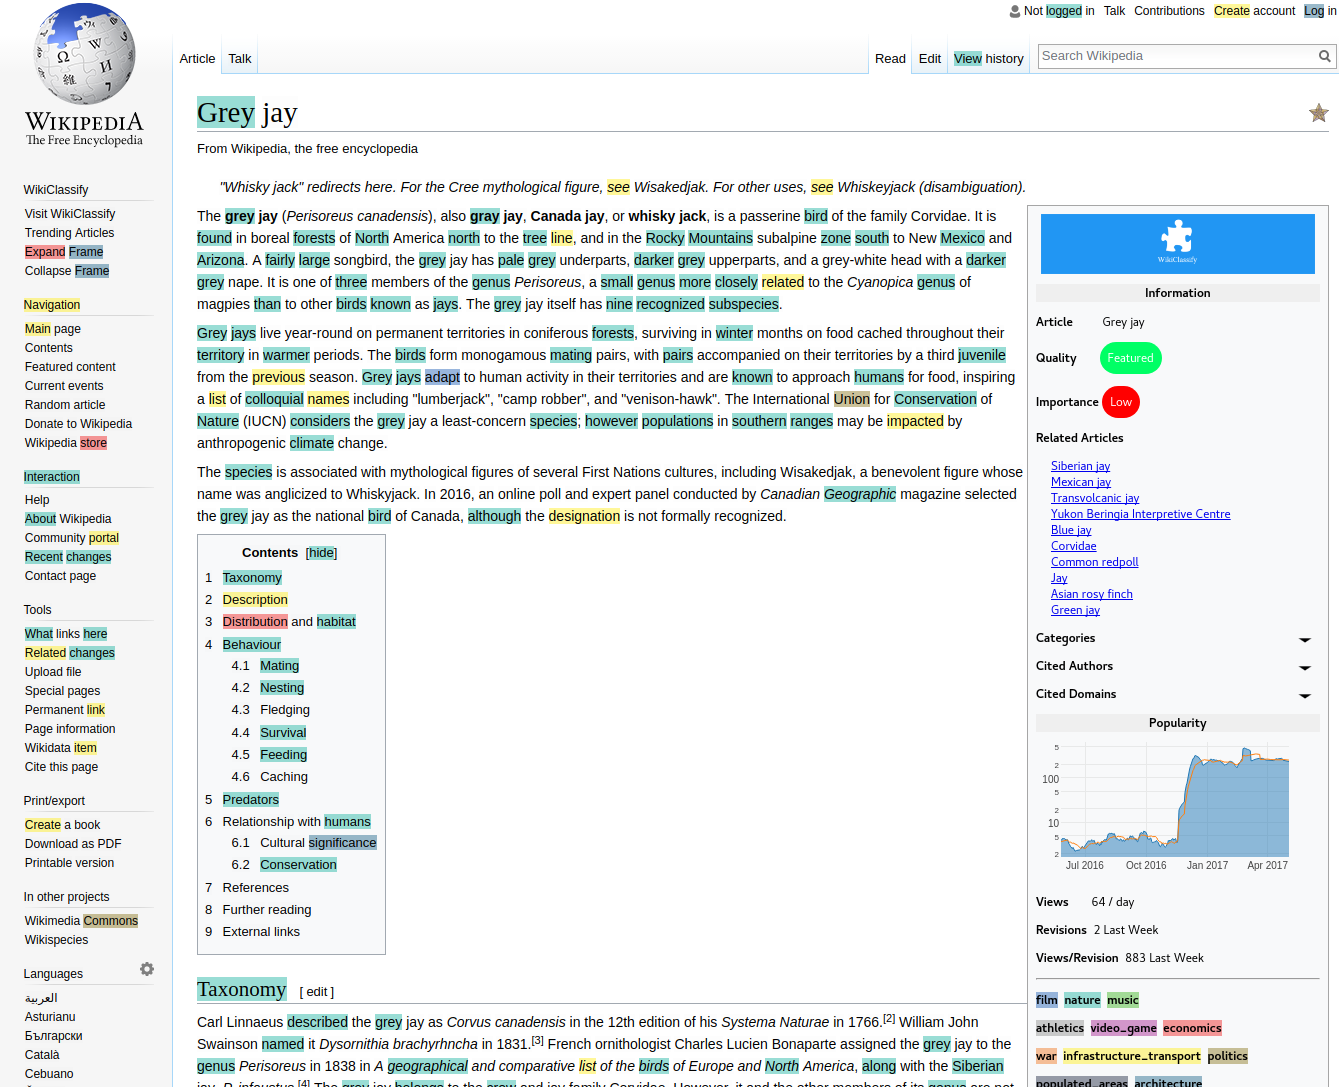 Not logged in Talk Contributions Create account Log in
WIKIPEDIA
The Free Encyclopedia
Article Talk
Read Edit View history Search Wikipedia
Grey jay
From Wikipedia, the free encyclopedia
"Whisky jack" redirects here. For the Cree mythological figure, see Wisakedjak. For other uses, see Whiskeyjack (disambiguation).
The grey jay (Perisoreus canadensis), also gray jay, Canada jay, or whisky jack, is a passerine bird of the family Corvidae. It is
found in boreal forests of North America north to the tree line, and in the Rocky Mountains subalpine zone south to New Mexico and
Arizona. A fairly large songbird, the grey jay has pale grey underparts, darker grey upperparts, and a grey-white head with a darker
grey nape. It is one of three members of the genus Perisoreus, a small genus more closely related to the Cyanopica genus of
magpies than to other birds known as jays. The grey jay itself has nine recognized subspecies.
Grey jays live year-round on permanent territories in coniferous forests, surviving in winter months on food cached throughout their
territory in warmer periods. The birds form monogamous mating pairs, with pairs accompanied on their territories by a third juvenile
from the previous season. Grey jays adapt to human activity in their territories and are known to approach humans for food, inspiring
a list of colloquial names including "lumberjack", "camp robber", and "venison-hawk". The International Union for Conservation of
Nature (IUCN) considers the grey jay a least-concern species; however populations in southern ranges may be impacted by
anthropogenic climate change.
The species is associated with mythological figures of several First Nations cultures, including Wisakedjak, a benevolent figure whose
name was anglicized to Whiskyjack. In 2016, an online poll and expert panel conducted by Canadian Geographic magazine selected
the grey jay as the national bird of Canada, although the designation is not formally recognized.
Contents [hide]
1 Taxonomy
2 Description
3 Distribution and habitat
4 Behaviour
4.1 Mating
4.2 Nesting
4.3 Fledging
4.4 Survival
4.5 Feeding
4.6 Caching
5 Predators
6 Relationship with humans
6.1 Cultural significance
6.2 Conservation
7 References
8 Further reading
9 External links
Taxonomy [ edit ]
Carl Linnaeus described the grey jay as Corvus canadensis in the 12th edition of his Systema Naturae in 1766.[2] William John
Swainson named it Dysornithia brachyrhncha in 1831.[3] French ornithologist Charles Lucien Bonaparte assigned the grey jay to the
genus Perisoreus in 1838 in A geographical and comparative list of the birds of Europe and North America, along with the Siberian
jay, P. infaustus.[4] The grey jay belongs to the crow and jay family Corvidae. However, it and the other members of its genus are not
WikiClassify
Visit WikiClassify
Trending Articles
Expand Frame
Collapse Frame
Navigation
Main page
Contents
Featured content
Current events
Random article
Donate to Wikipedia
Wikipedia store
Interaction
Help
About Wikipedia
Community portal
Recent changes
Contact page
Tools
What links here
Related changes
Upload file
Special pages
Permanent link
Page information
Wikidata item
Cite this page
Print/export
Create a book
Download as PDF
Printable version
In other projects
Wikimedia Commons
Wikispecies
Languages
العربية
Asturianu
Български
Català
Cebuano
WikiClassify
Information
Article Grey jay
Quality Featured
Importance Low
Related Articles
Siberian jay
Mexican jay
Transvolcanic jay
Yukon Beringia Interpretive Centre
Blue jay
Corvidae
Common redpoll
Jay
Asian rosy finch
Green jay
Categories
Cited Authors
Cited Domains
Popularity
5
2
100
5
2
10
5
2
Jul 2016 Oct 2016 Jan 2017 Apr 2017
Views 64 / day
Revisions 2 Last Week
Views/Revision 883 Last Week
film nature music
athletics video_game economics
war infrastructure_transport politics
populated_areas architecture